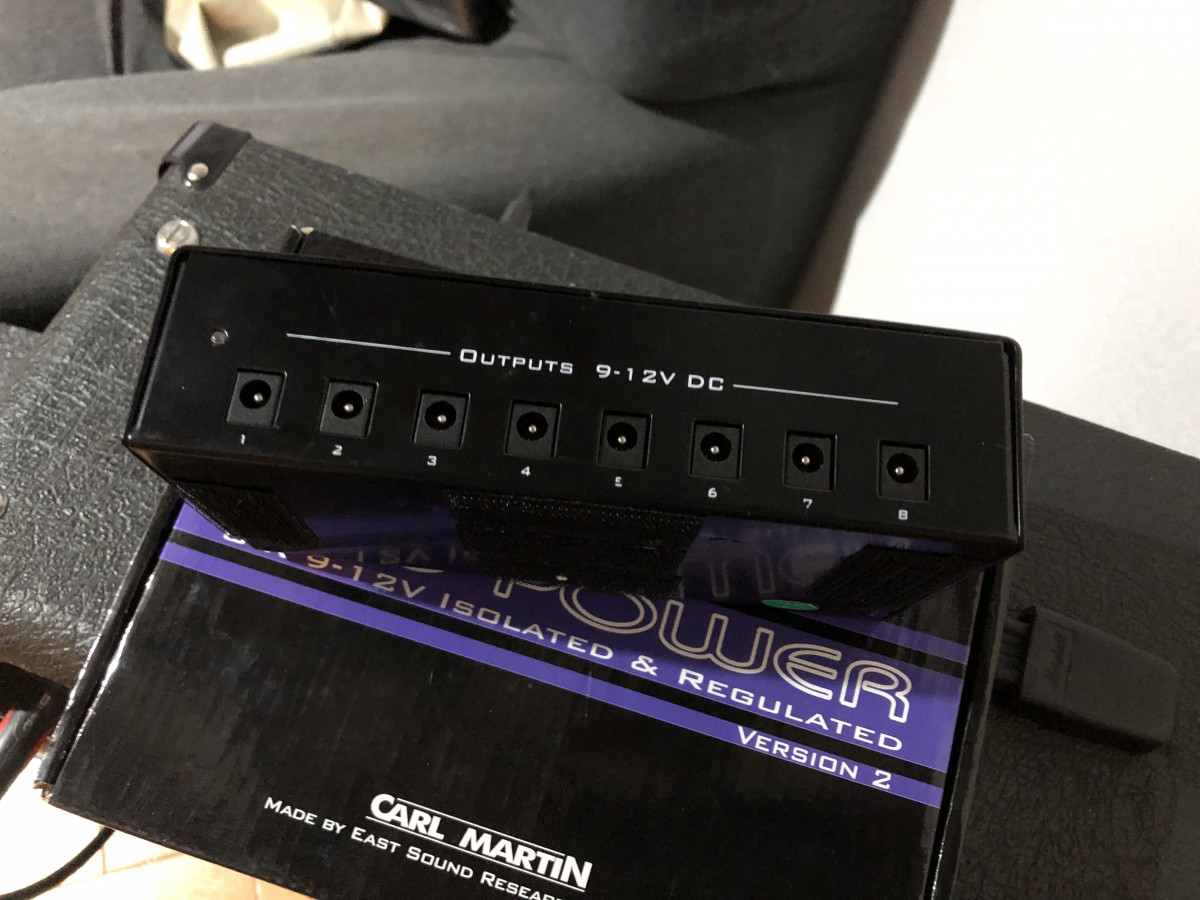 OUTPUTS 9-12V DC
1 2 3 4 5 6 7 8
POWER
9-12V ISOLATED & REGULATED
VERSION 2
CARL MARTIN
MADE BY EAST SOUND